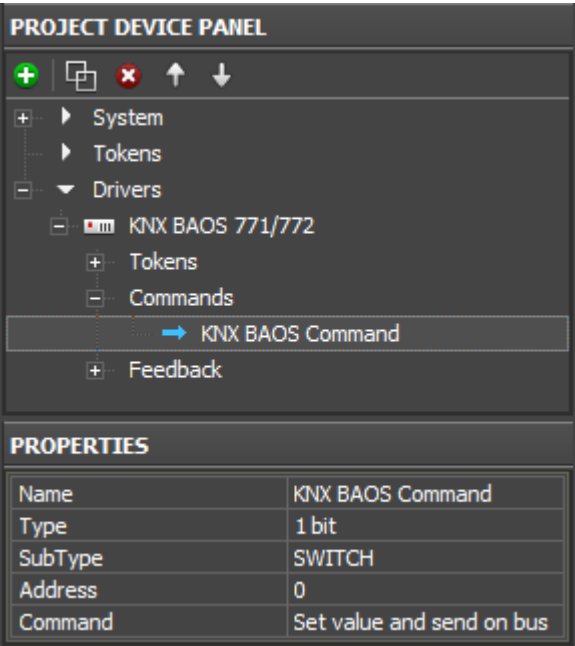 PROJECT DEVICE PANEL
System
Tokens
Drivers
KNX BAOS 771/772
Tokens
Commands
KNX BAOS Command
Feedback
PROPERTIES
Name KNX BAOS Command
Type 1 bit
SubType SWITCH
Address 0
Command Set value and send on bus